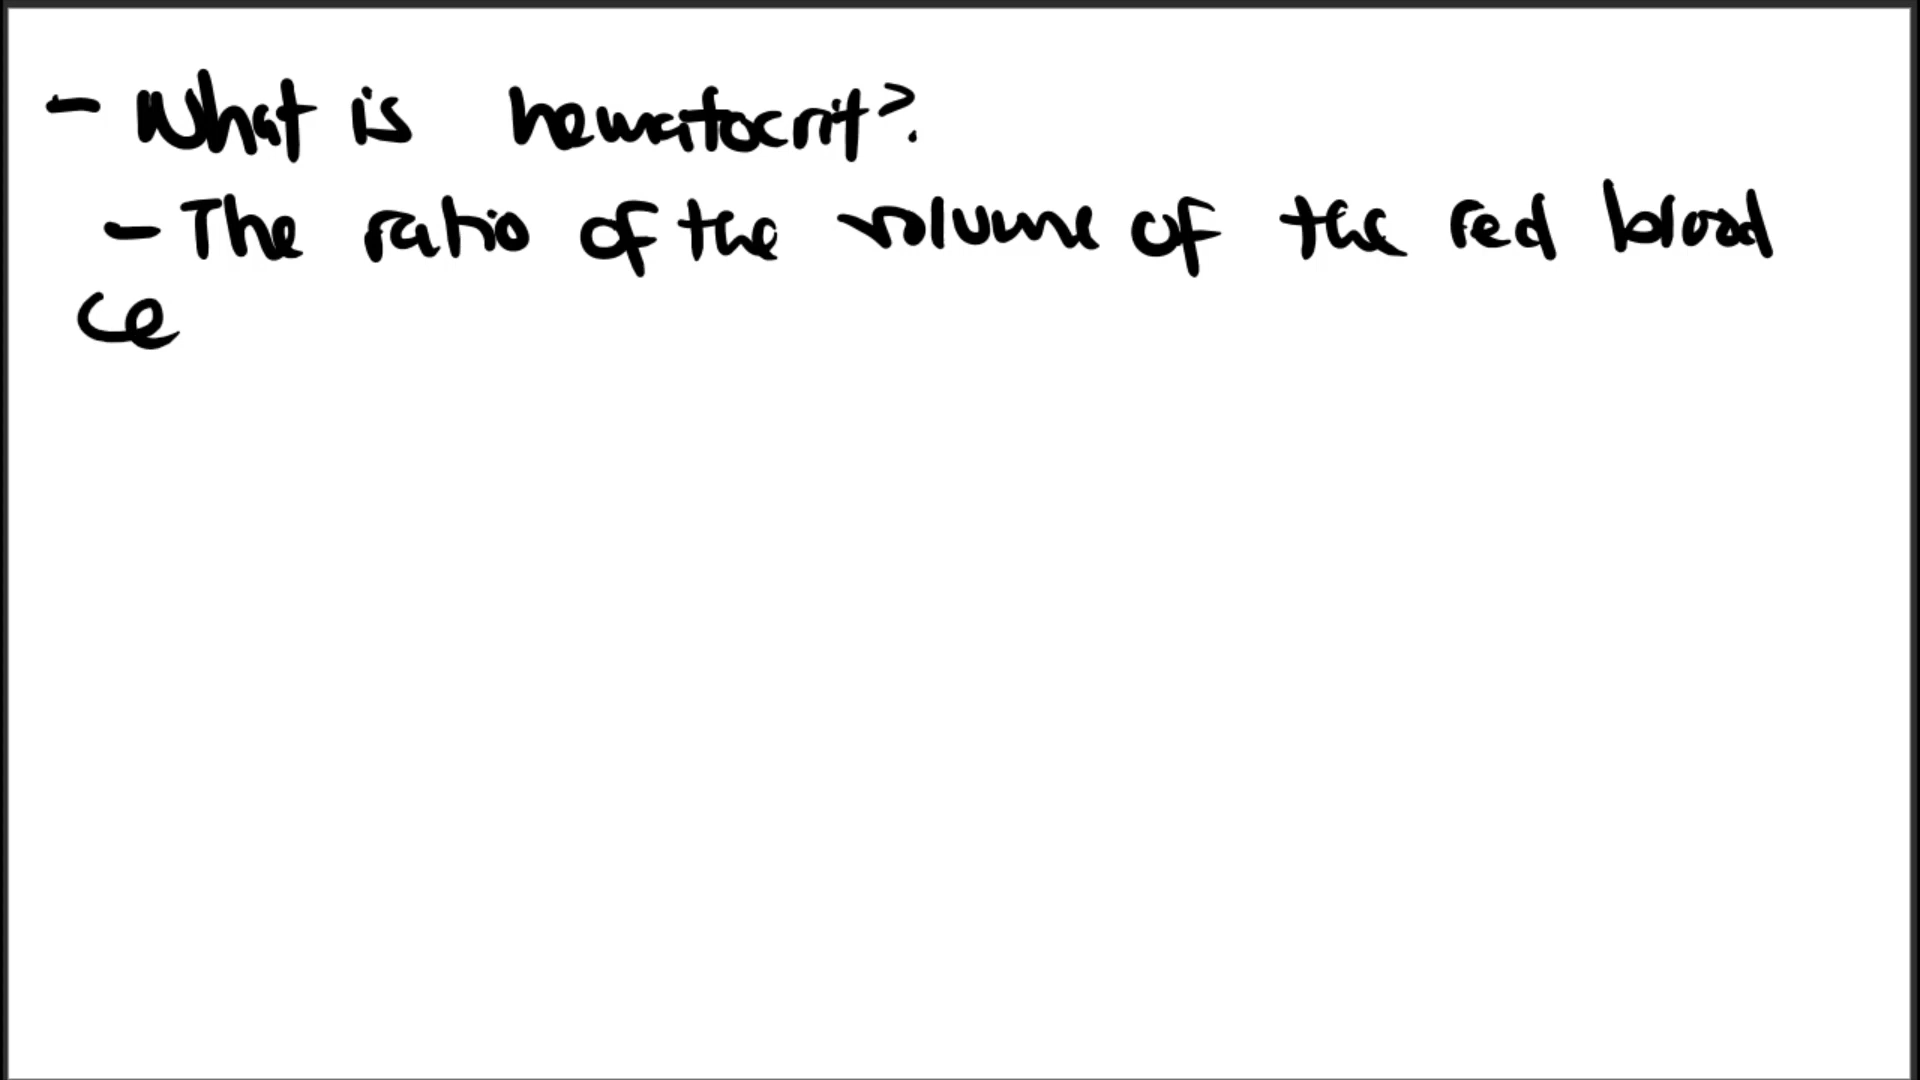 - What is hematocrit?
- The ratio of the volume of the red blood
ce